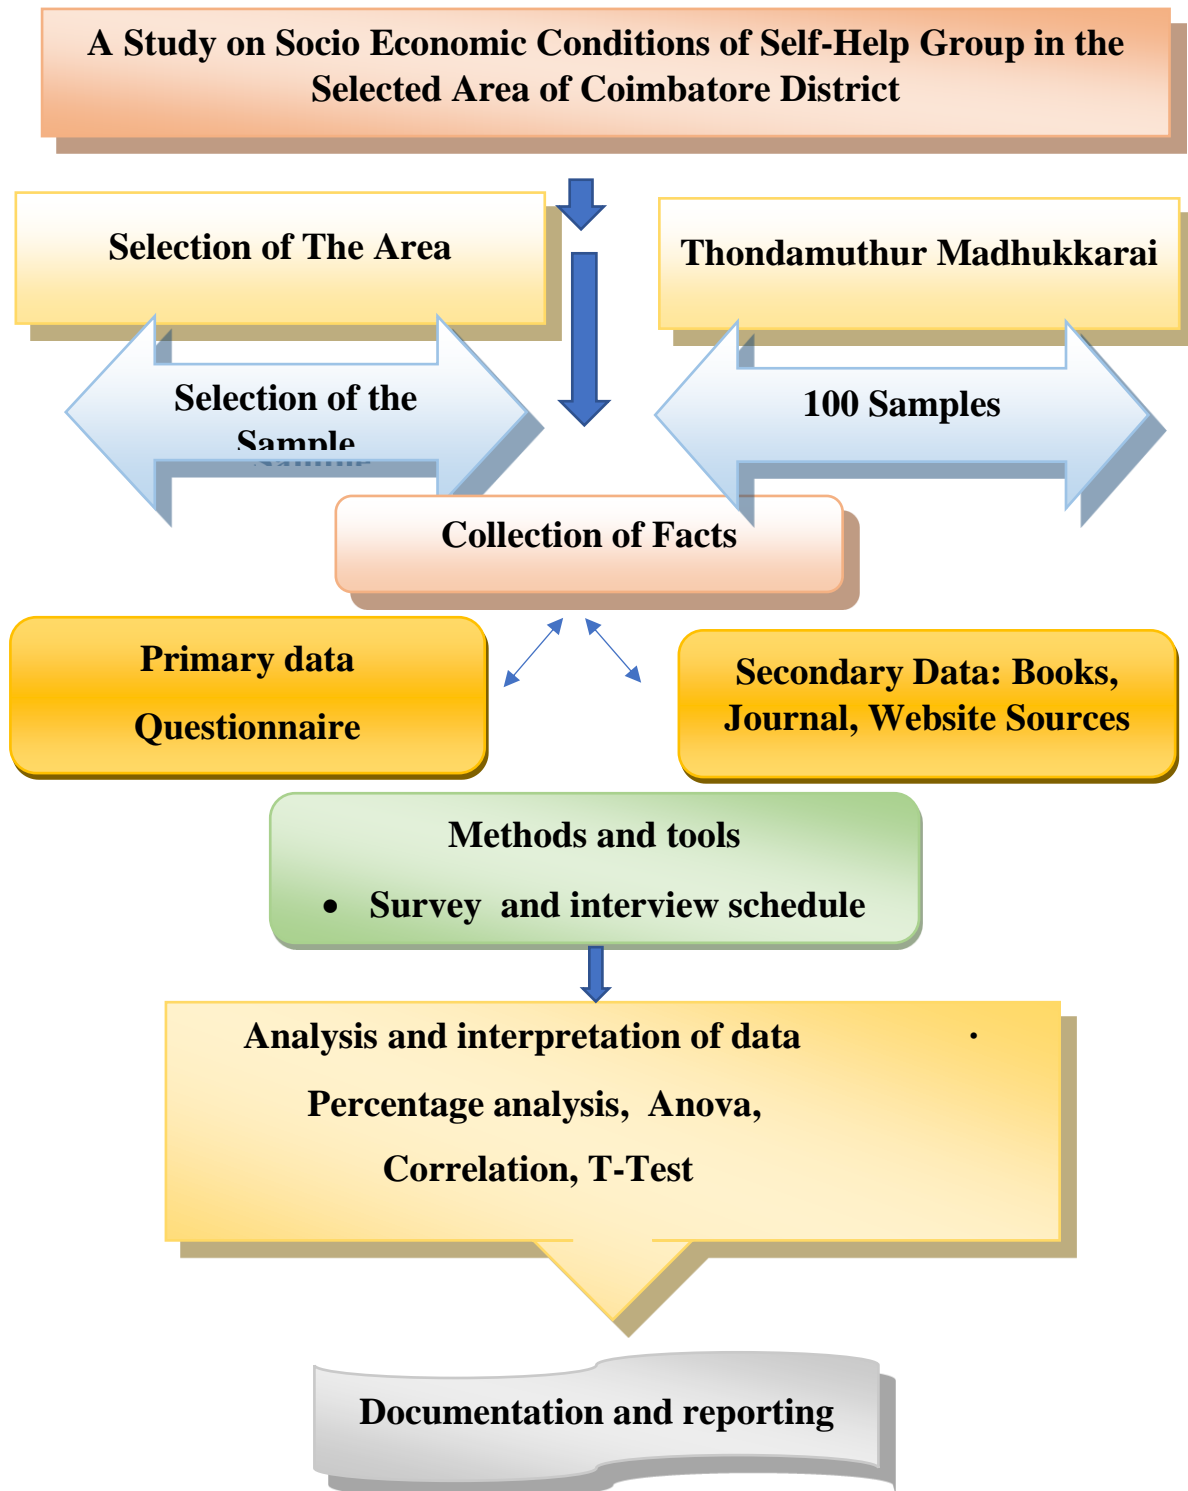 A Study on Socio Economic Conditions of Self-Help Group in the
Selected Area of Coimbatore District
Selection of The Area
Thondamuthur Madhukkarai
Selection of the
Sample
100 Samples
Collection of Facts
Primary data
Questionnaire
Secondary Data: Books,
Journal, Website Sources
Methods and tools
• Survey and interview schedule
Analysis and interpretation of data ·
Percentage analysis, Anova,
Correlation, T-Test
Documentation and reporting